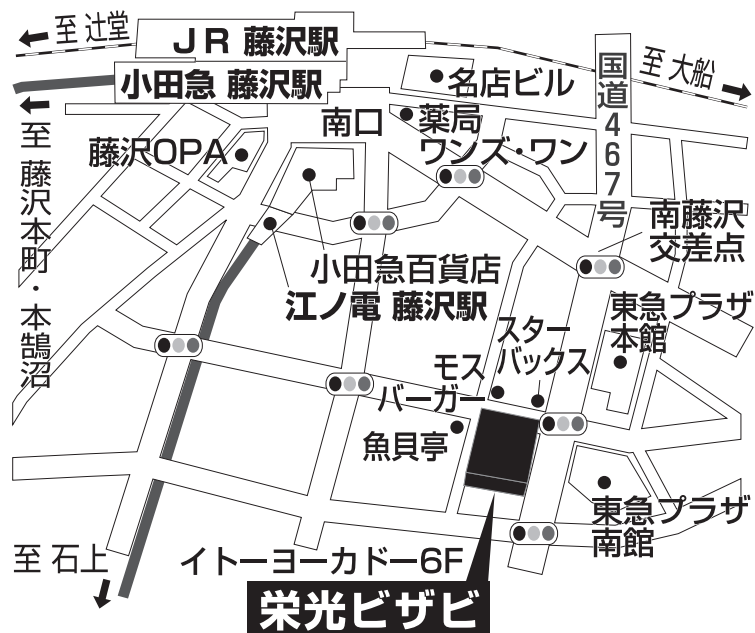 至 辻堂
JR 藤沢駅
小田急 藤沢駅
名店ビル
国道467号
至 大船
至 藤沢本町・本鵠沼
南口
薬局
ワンズ・ワン
藤沢OPA
南藤沢
交差点
小田急百貨店
江ノ電 藤沢駅
東急プラザ
本館
スター
バックス
モス
バーガー
魚貝亭
東急プラザ
南館
至 石上
イトーヨーカドー6F
栄光ビザビ